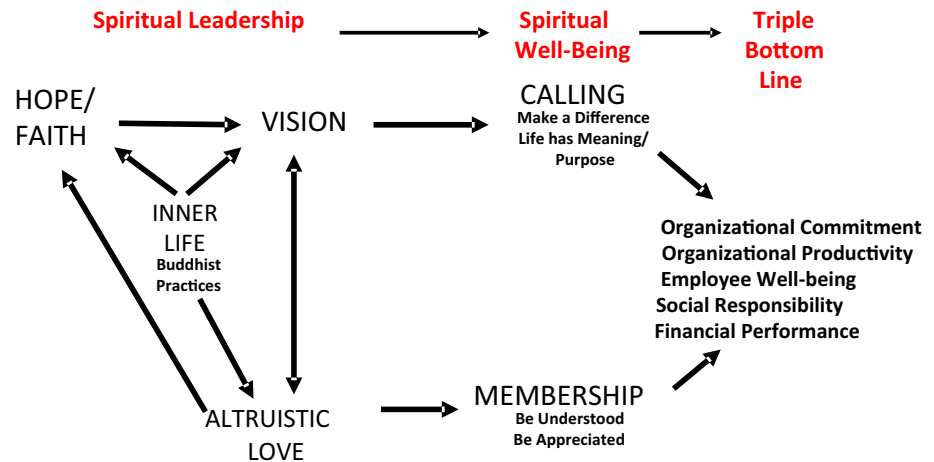 Spiritual Leadership
Spiritual
Well-Being
Triple
Bottom
Line
HOPE/
FAITH
VISION
CALLING
Make a Difference
Life has Meaning/
Purpose
INNER
LIFE
Buddhist
Practices
Organizational Commitment
Organizational Productivity
Employee Well-being
Social Responsibility
Financial Performance
ALTRUISTIC
LOVE
MEMBERSHIP
Be Understood
Be Appreciated